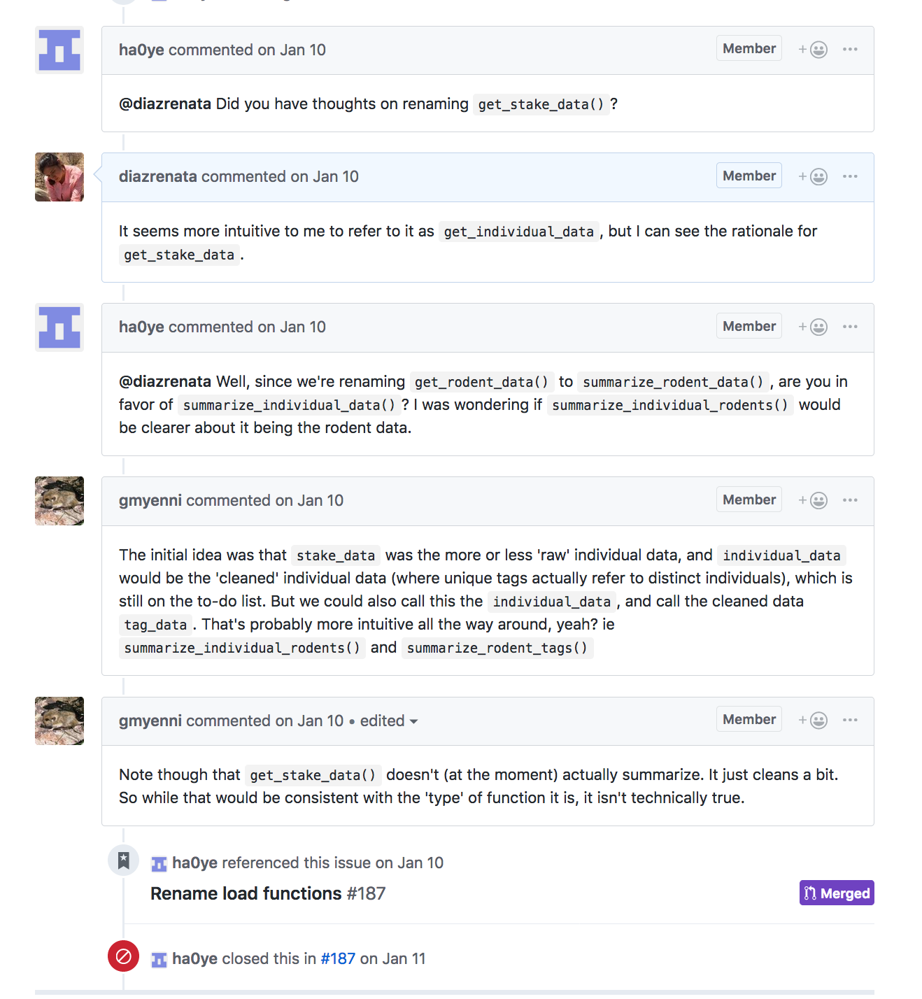 ha0ye commented on Jan 10
Member
@diazrenata Did you have thoughts on renaming get_stake_data()?
diazrenata commented on Jan 10
Member
It seems more intuitive to me to refer to it as get_individual_data, but I can see the rationale for
get_stake_data.
ha0ye commented on Jan 10
Member
@diazrenata Well, since we're renaming get_rodent_data() to summarize_rodent_data(), are you in
favor of summarize_individual_data()? I was wondering if summarize_individual_rodents() would
be clearer about it being the rodent data.
gmyenni commented on Jan 10
Member
The initial idea was that stake_data was the more or less 'raw' individual data, and individual_data
would be the 'cleaned' individual data (where unique tags actually refer to distinct individuals), which is
still on the to-do list. But we could also call this the individual_data, and call the cleaned data
tag_data. That's probably more intuitive all the way around, yeah? ie
summarize_individual_rodents() and summarize_rodent_tags()
gmyenni commented on Jan 10 • edited
Member
Note though that get_stake_data() doesn't (at the moment) actually summarize. It just cleans a bit.
So while that would be consistent with the 'type' of function it is, it isn't technically true.
ha0ye referenced this issue on Jan 10
Rename load functions #187
Merged
ha0ye closed this in #187 on Jan 11